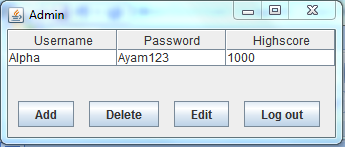 Admin
Username Password Highscore
Alpha Ayam123 1000
Add Delete Edit Log out